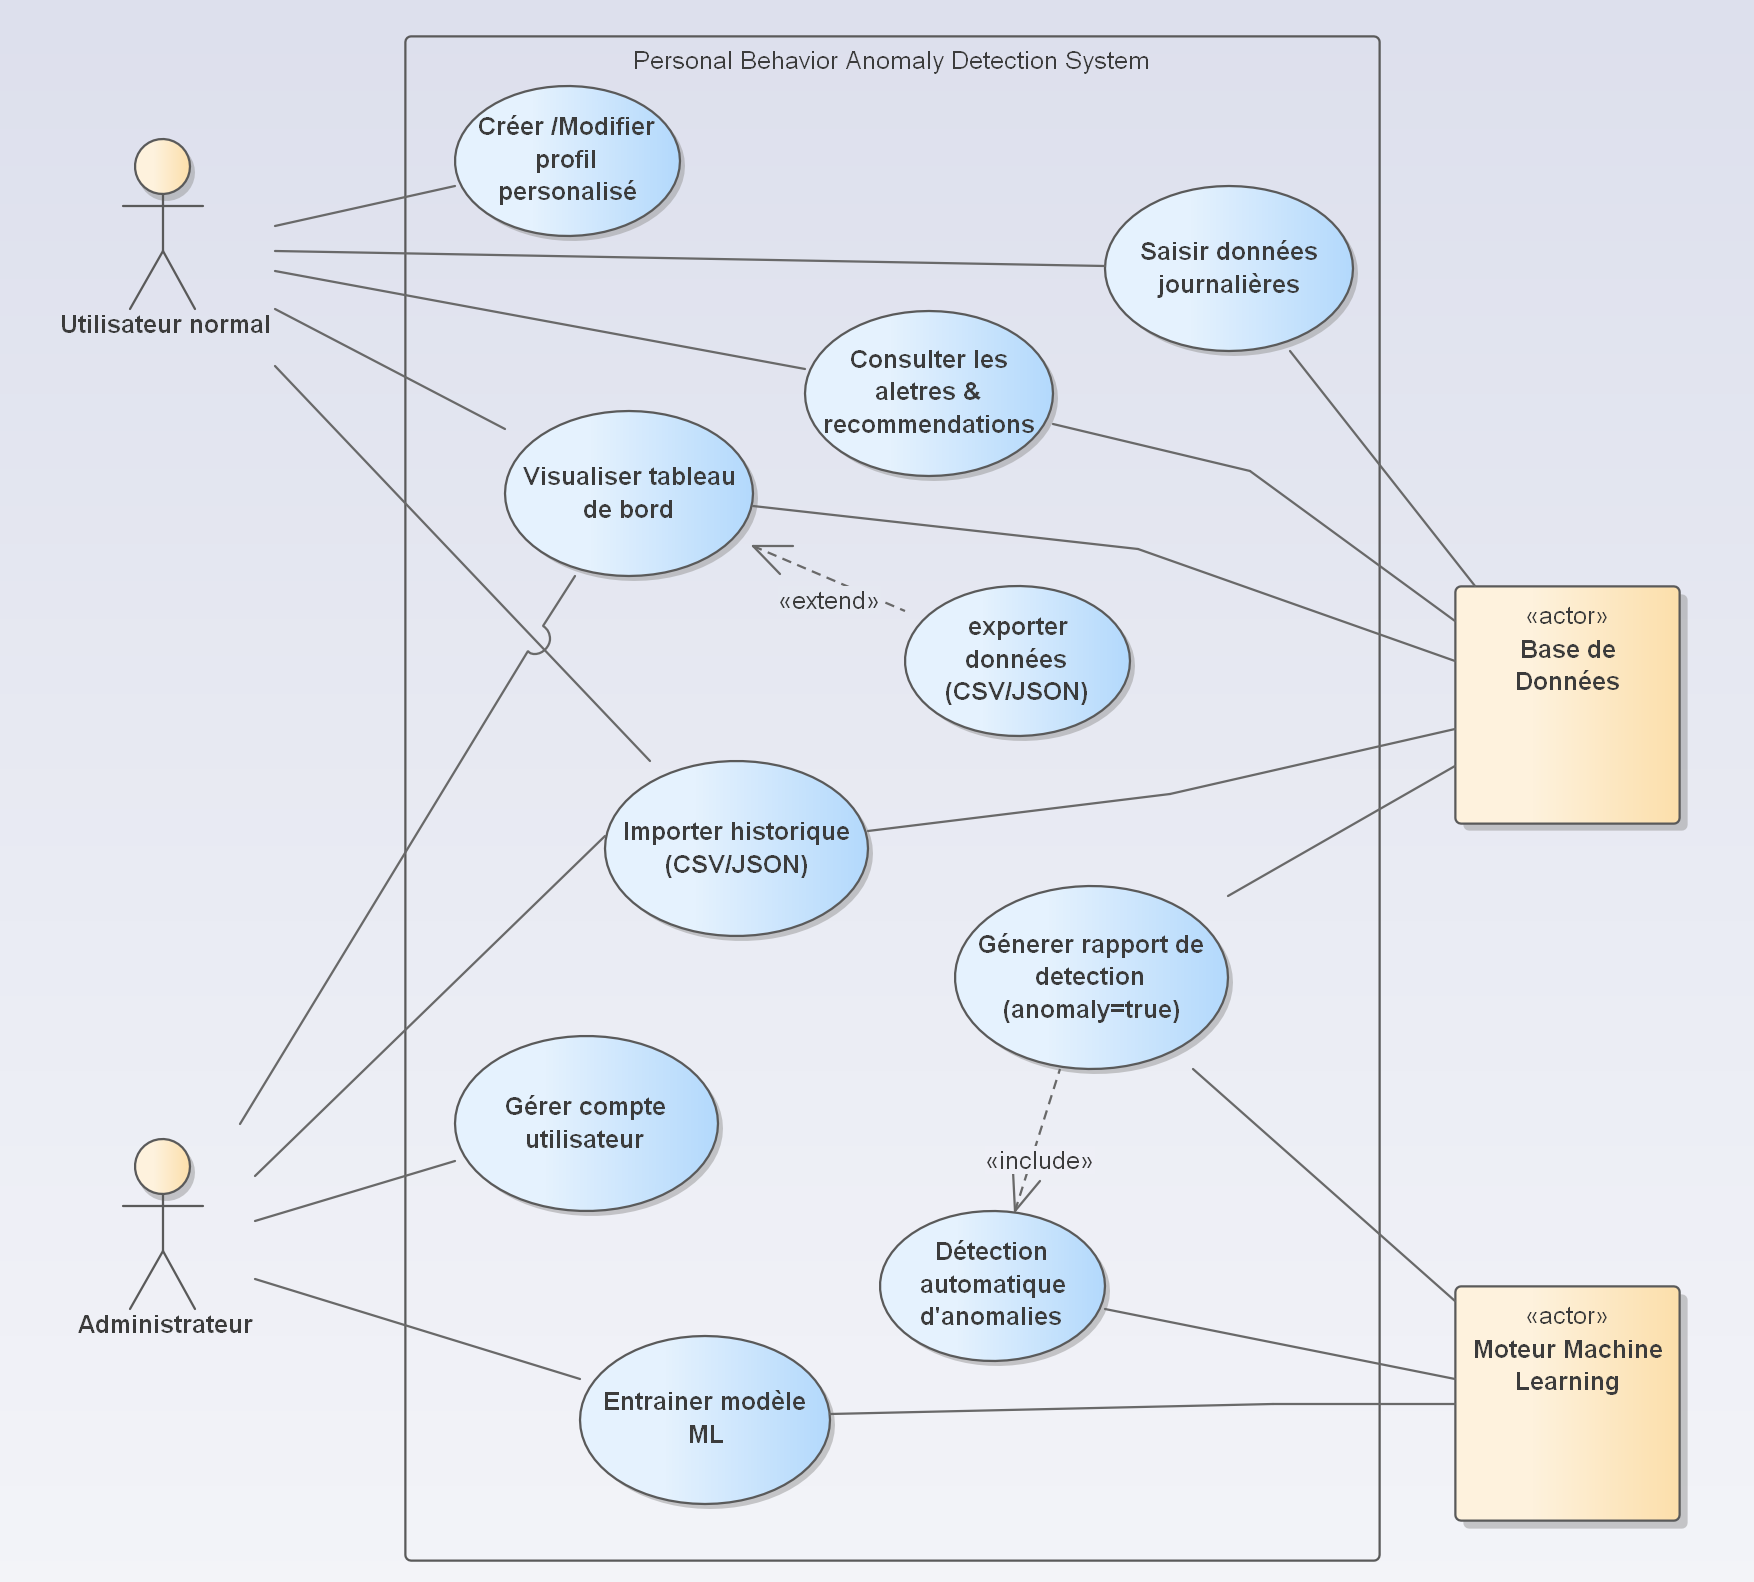 Personal Behavior Anomaly Detection System
Créer /Modifier
profil
personalisé
Utilisateur normal
Saisir données
journalières
Consulter les
aletres &
recommendations
Visualiser tableau
de bord
«extend»
exporter
données
(CSV/JSON)
«actor»
Base de
Données
Importer historique
(CSV/JSON)
Génerer rapport de
detection
(anomaly=true)
Gérer compte
utilisateur
«include»
Détection
automatique
d'anomalies
Administrateur
«actor»
Moteur Machine
Learning
Entrainer modèle
ML